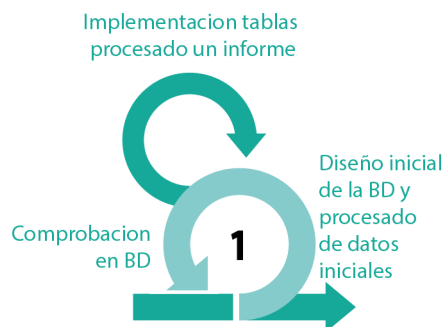 Implementacion tablas
procesado un informe
Diseño inicial
de la BD y
procesado
de datos
iniciales
Comprobacion
en BD
1